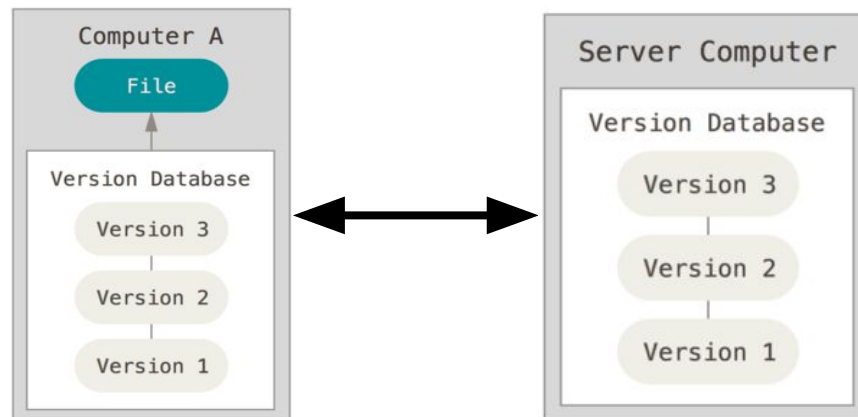 Computer A
File
Version Database
Version 3
Version 2
Version 1
Server Computer
Version Database
Version 3
Version 2
Version 1